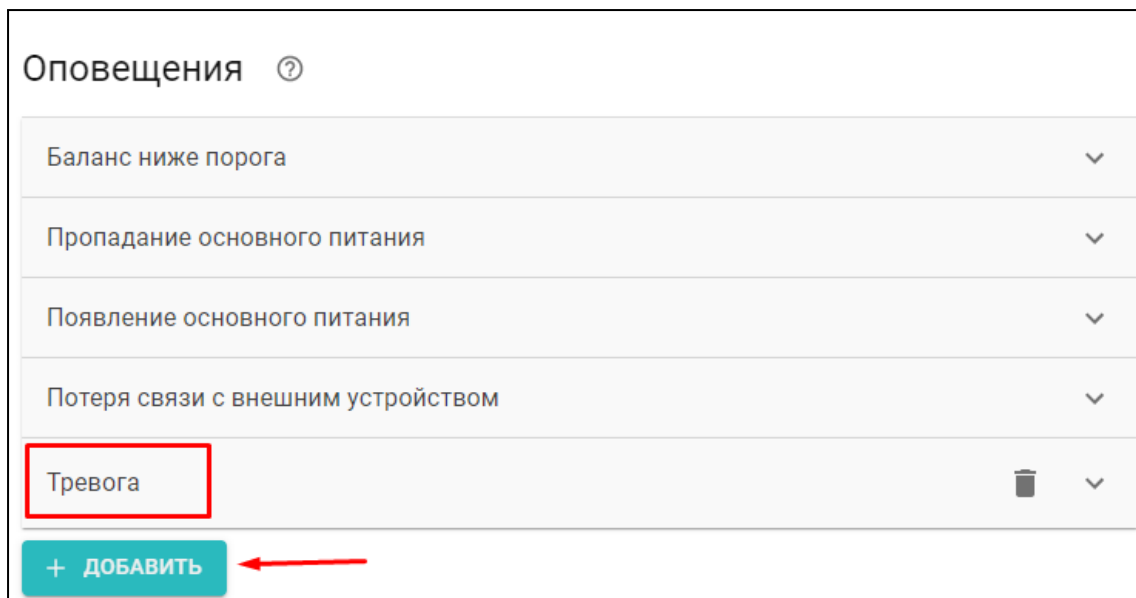 Оповещения ?
Баланс ниже порога
Пропадание основного питания
Появление основного питания
Потеря связи с внешним устройством
Тревога
+ ДОБАВИТЬ